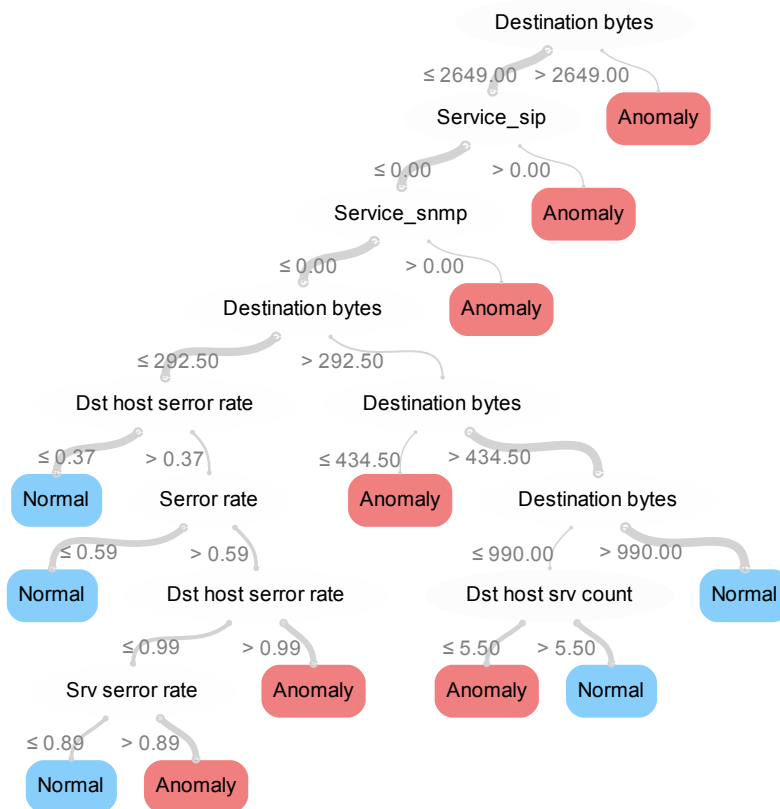 Destination bytes
≤ 2649.00 > 2649.00
Service_sip Anomaly
≤ 0.00 > 0.00
Service_snmp Anomaly
≤ 0.00 > 0.00
Destination bytes Anomaly
≤ 292.50 > 292.50
Dst host serror rate Destination bytes
≤ 0.37 > 0.37 ≤ 434.50 > 434.50
Normal Serror rate Anomaly Destination bytes
≤ 0.59 > 0.59 ≤ 990.00 > 990.00
Normal Dst host serror rate Dst host srv count Normal
≤ 0.99 > 0.99 ≤ 5.50 > 5.50
Srv serror rate Anomaly Anomaly Normal
≤ 0.89 > 0.89
Normal Anomaly